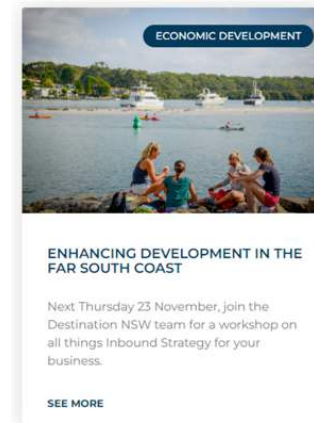 ECONOMIC DEVELOPMENT
ENHANCING DEVELOPMENT IN THE
FAR SOUTH COAST
Next Thursday 23 November, join the
Destination NSW team for a workshop on
all things Inbound Strategy for your
business.
SEE MORE